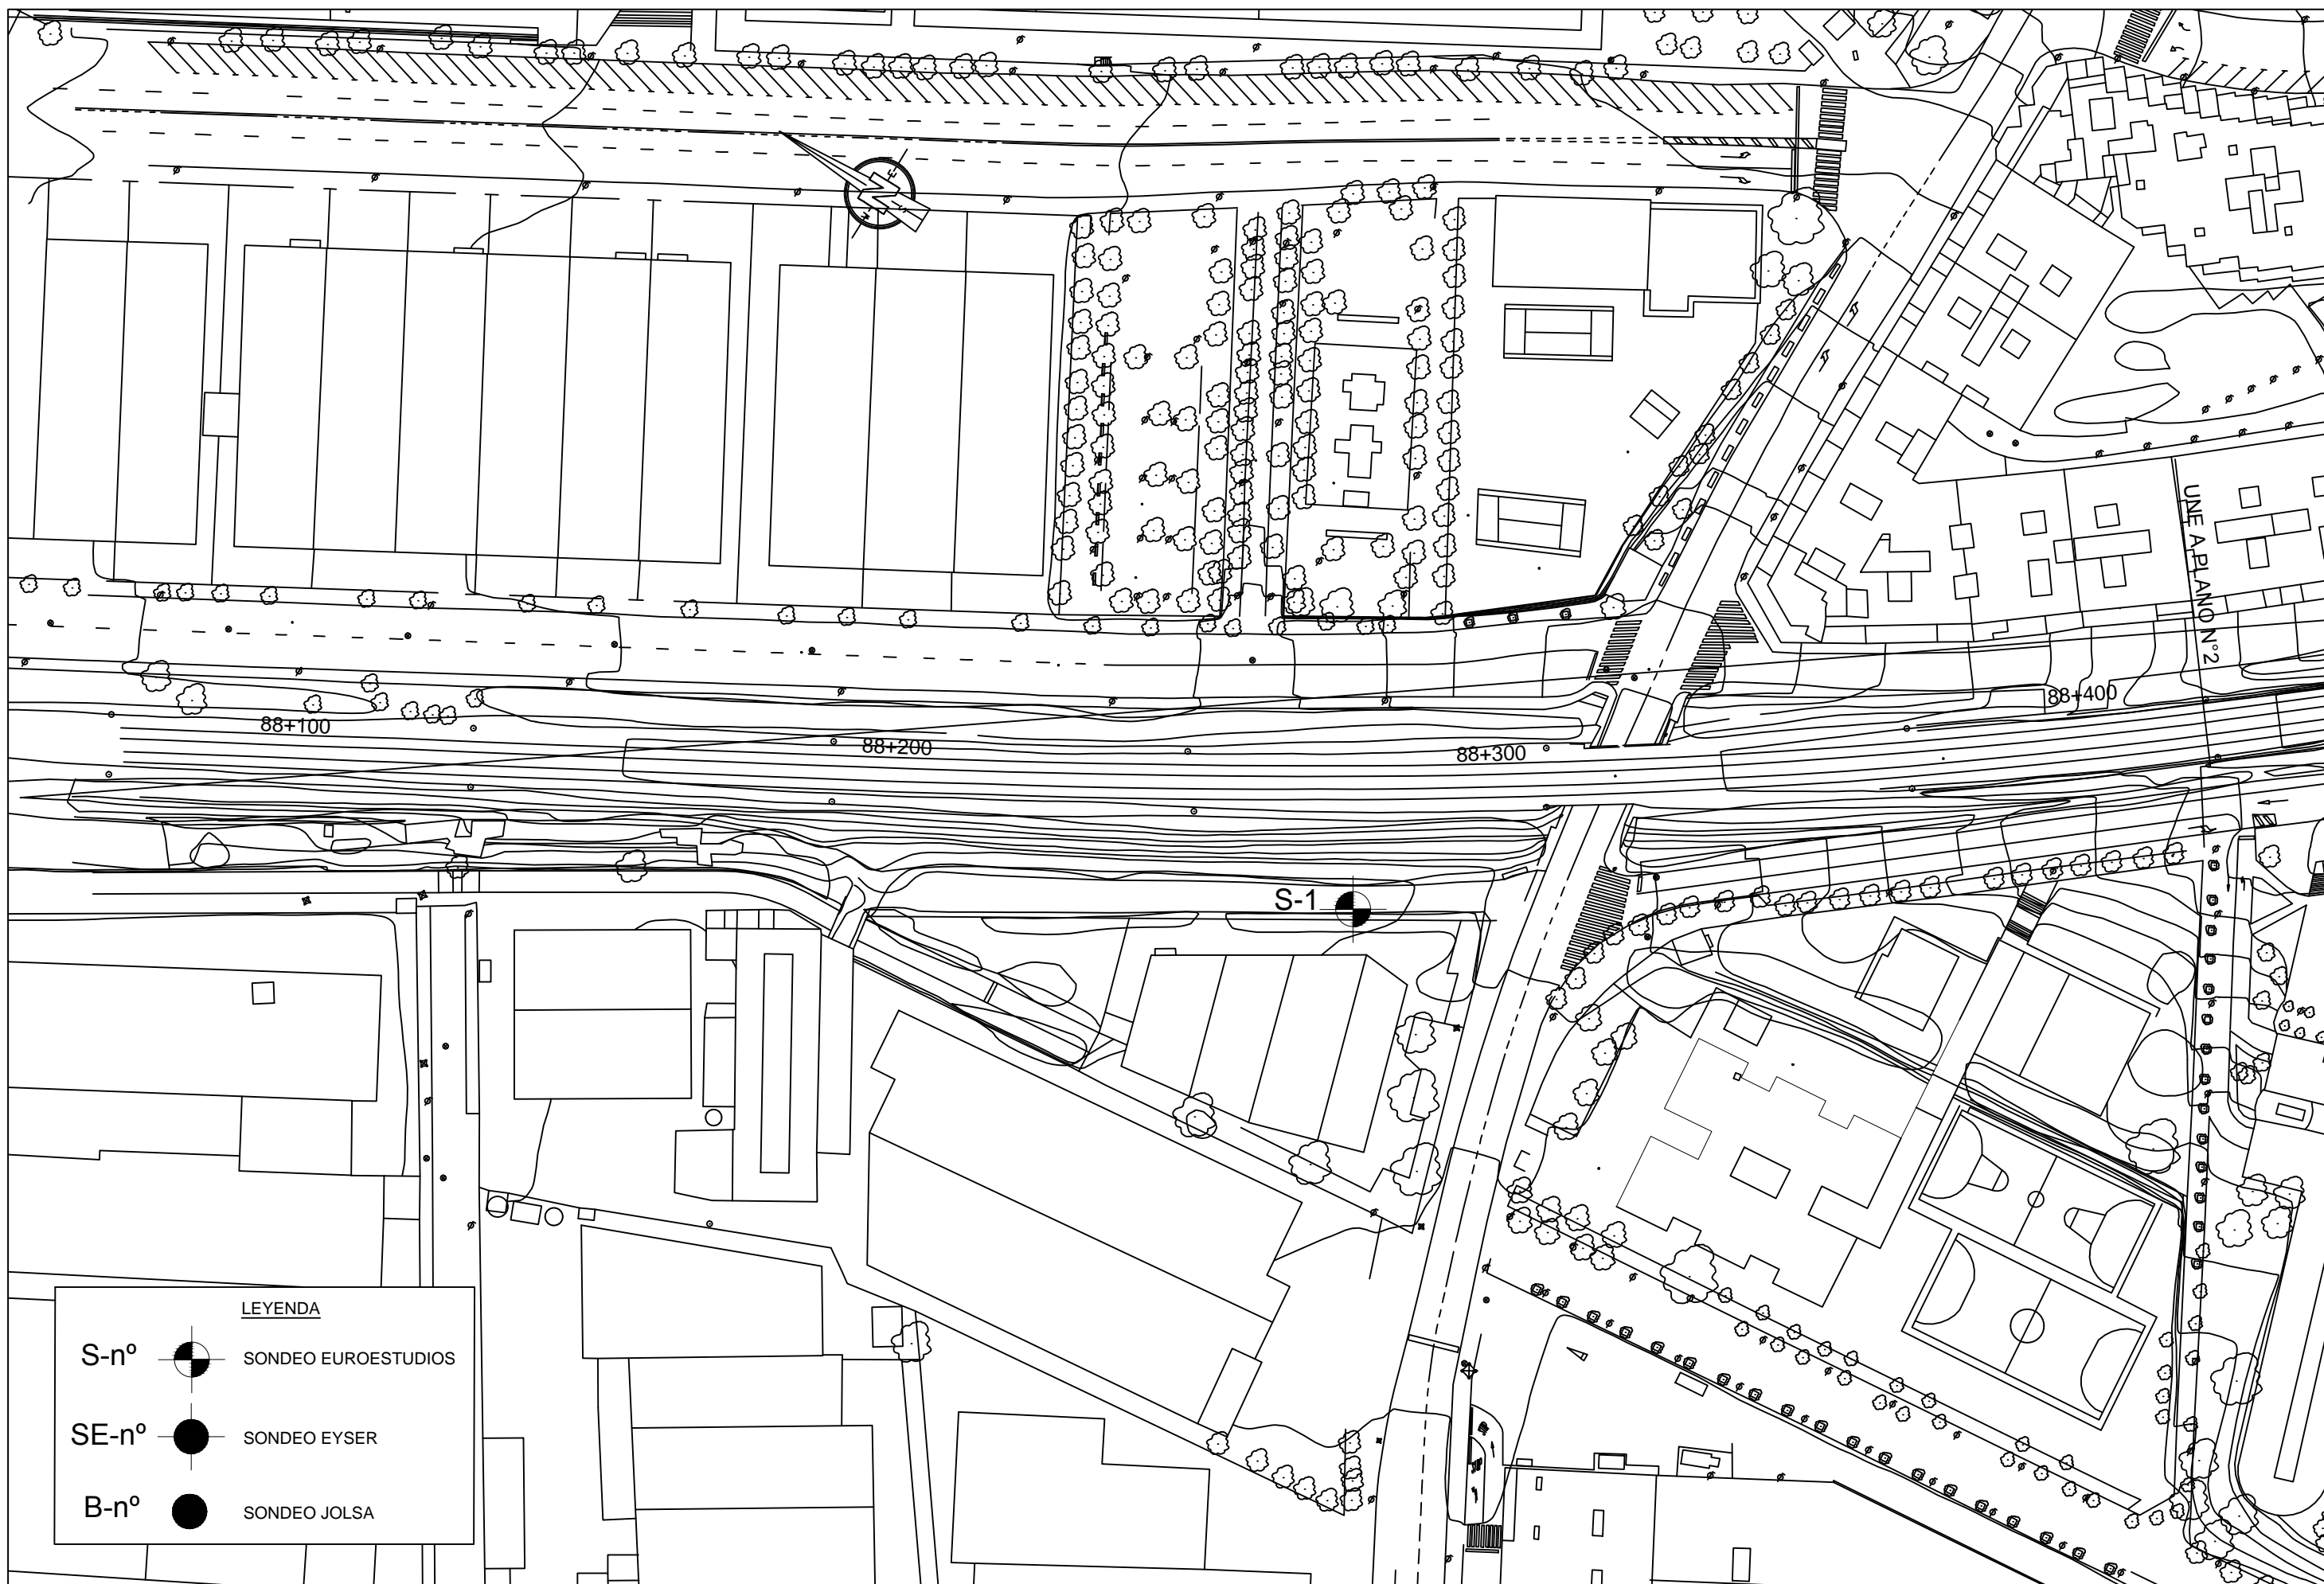 UNE A PLANO Nº2
88+400
88+100
88+200
88+300
S-1
LEYENDA
S-nº SONDEO EUROESTUDIOS
SE-nº SONDEO EYSER
B-nº SONDEO JOLSA